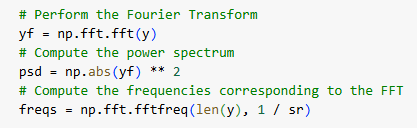 # Perform the Fourier Transform
yf = np.fft.fft(y)
# Compute the power spectrum
psd = np.abs(yf) ** 2
# Compute the frequencies corresponding to the FFT
freqs = np.fft.fftfreq(len(y), 1 / sr)